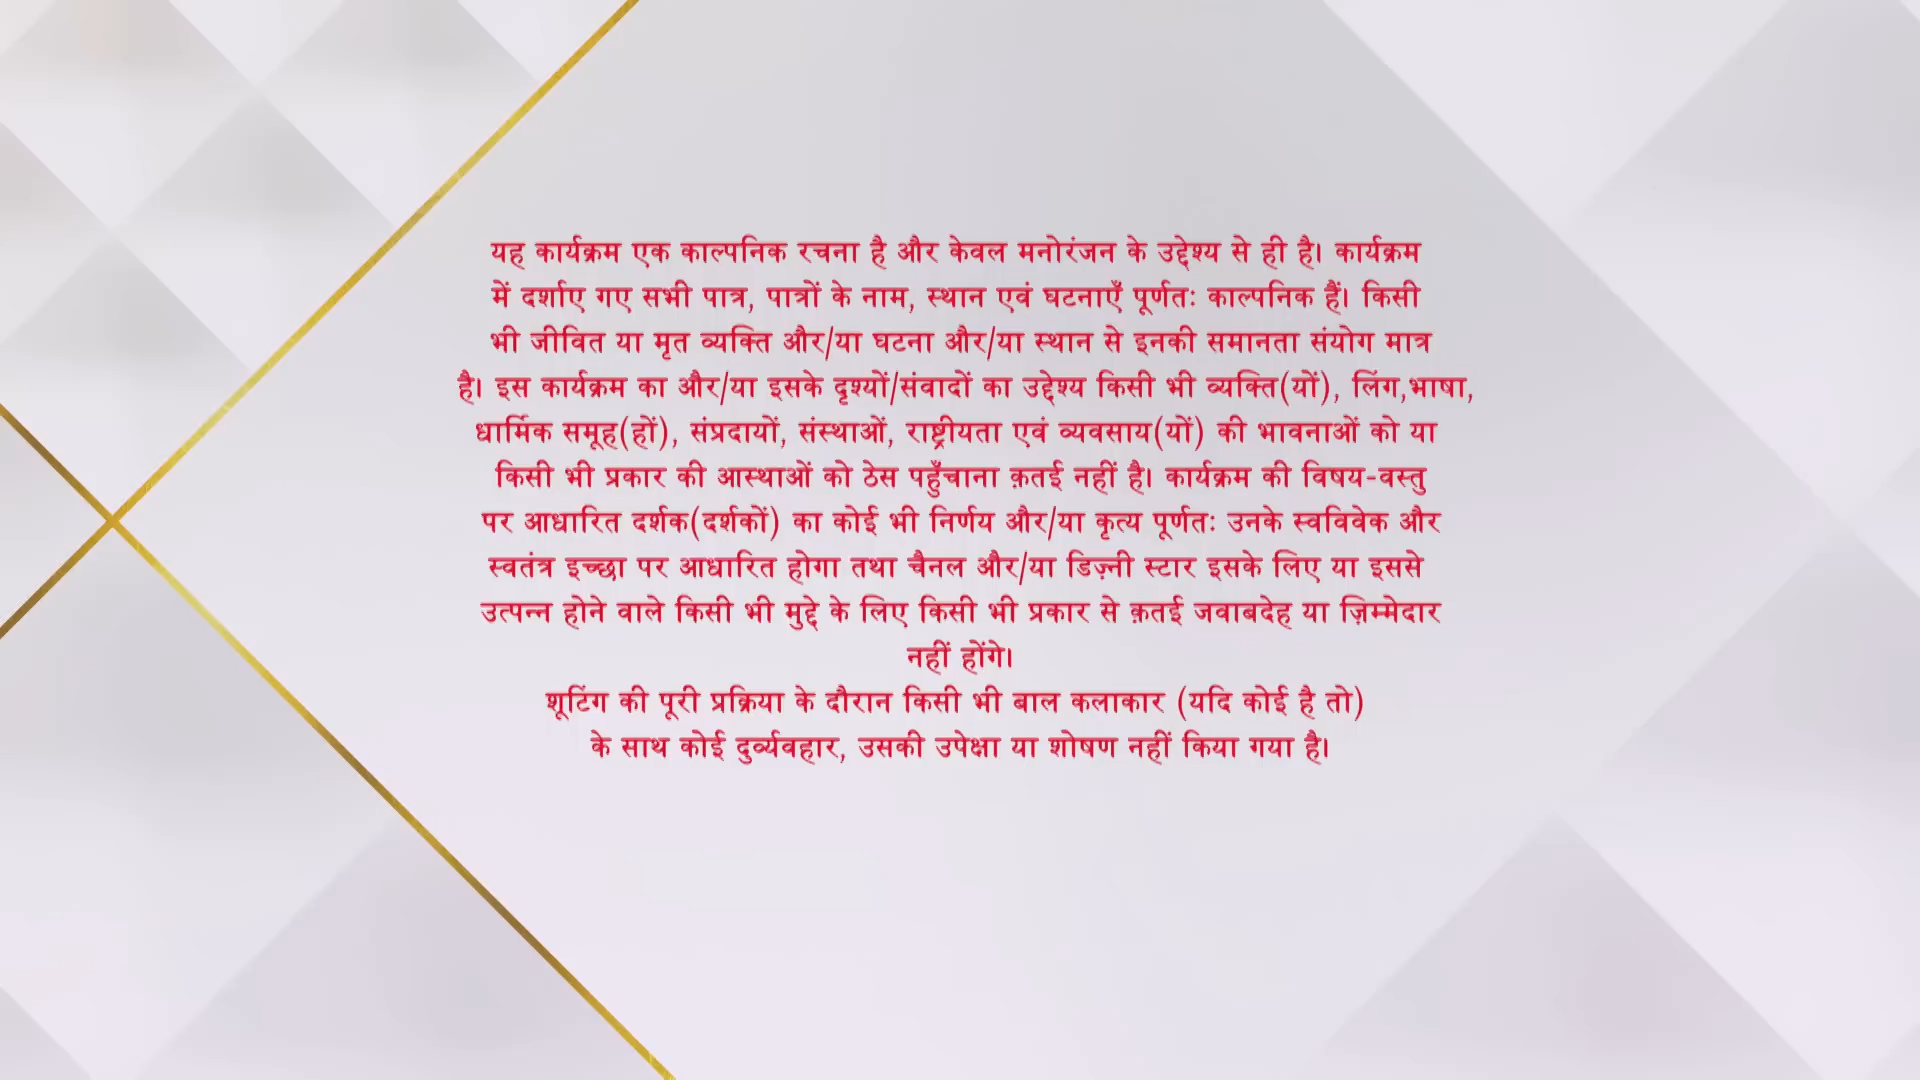 यह कार्यक्रम एक काल्पनिक रचना है और केवल मनोरंजन के उद्देश्य से ही है। कार्यक्रम
में दर्शाए गए सभी पात्र, पात्रों के नाम, स्थान एवं घटनाएँ पूर्णतः काल्पनिक हैं। किसी
भी जीवित या मृत व्यक्ति और/या घटना और/या स्थान से इनकी समानता संयोग मात्र
है। इस कार्यक्रम का और/या इसके दृश्यों/संवादों का उद्देश्य किसी भी व्यक्ति(यों), लिंग,भाषा,
धार्मिक समूह(हों), संप्रदायों, संस्थाओं, राष्ट्रीयता एवं व्यवसाय(यों) की भावनाओं को या
किसी भी प्रकार की आस्थाओं को ठेस पहुँचाना क़तई नहीं है। कार्यक्रम की विषय-वस्तु
पर आधारित दर्शक(दर्शकों) का कोई भी निर्णय और/या कृत्य पूर्णतः उनके स्वविवेक और
स्वतंत्र इच्छा पर आधारित होगा तथा चैनल और/या डिज़्नी स्टार इसके लिए या इससे
उत्पन्न होने वाले किसी भी मुद्दे के लिए किसी भी प्रकार से क़तई जवाबदेह या ज़िम्मेदार
नहीं होंगे।
शूटिंग की पूरी प्रक्रिया के दौरान किसी भी बाल कलाकार (यदि कोई है तो)
के साथ कोई दुर्व्यवहार, उसकी उपेक्षा या शोषण नहीं किया गया है।